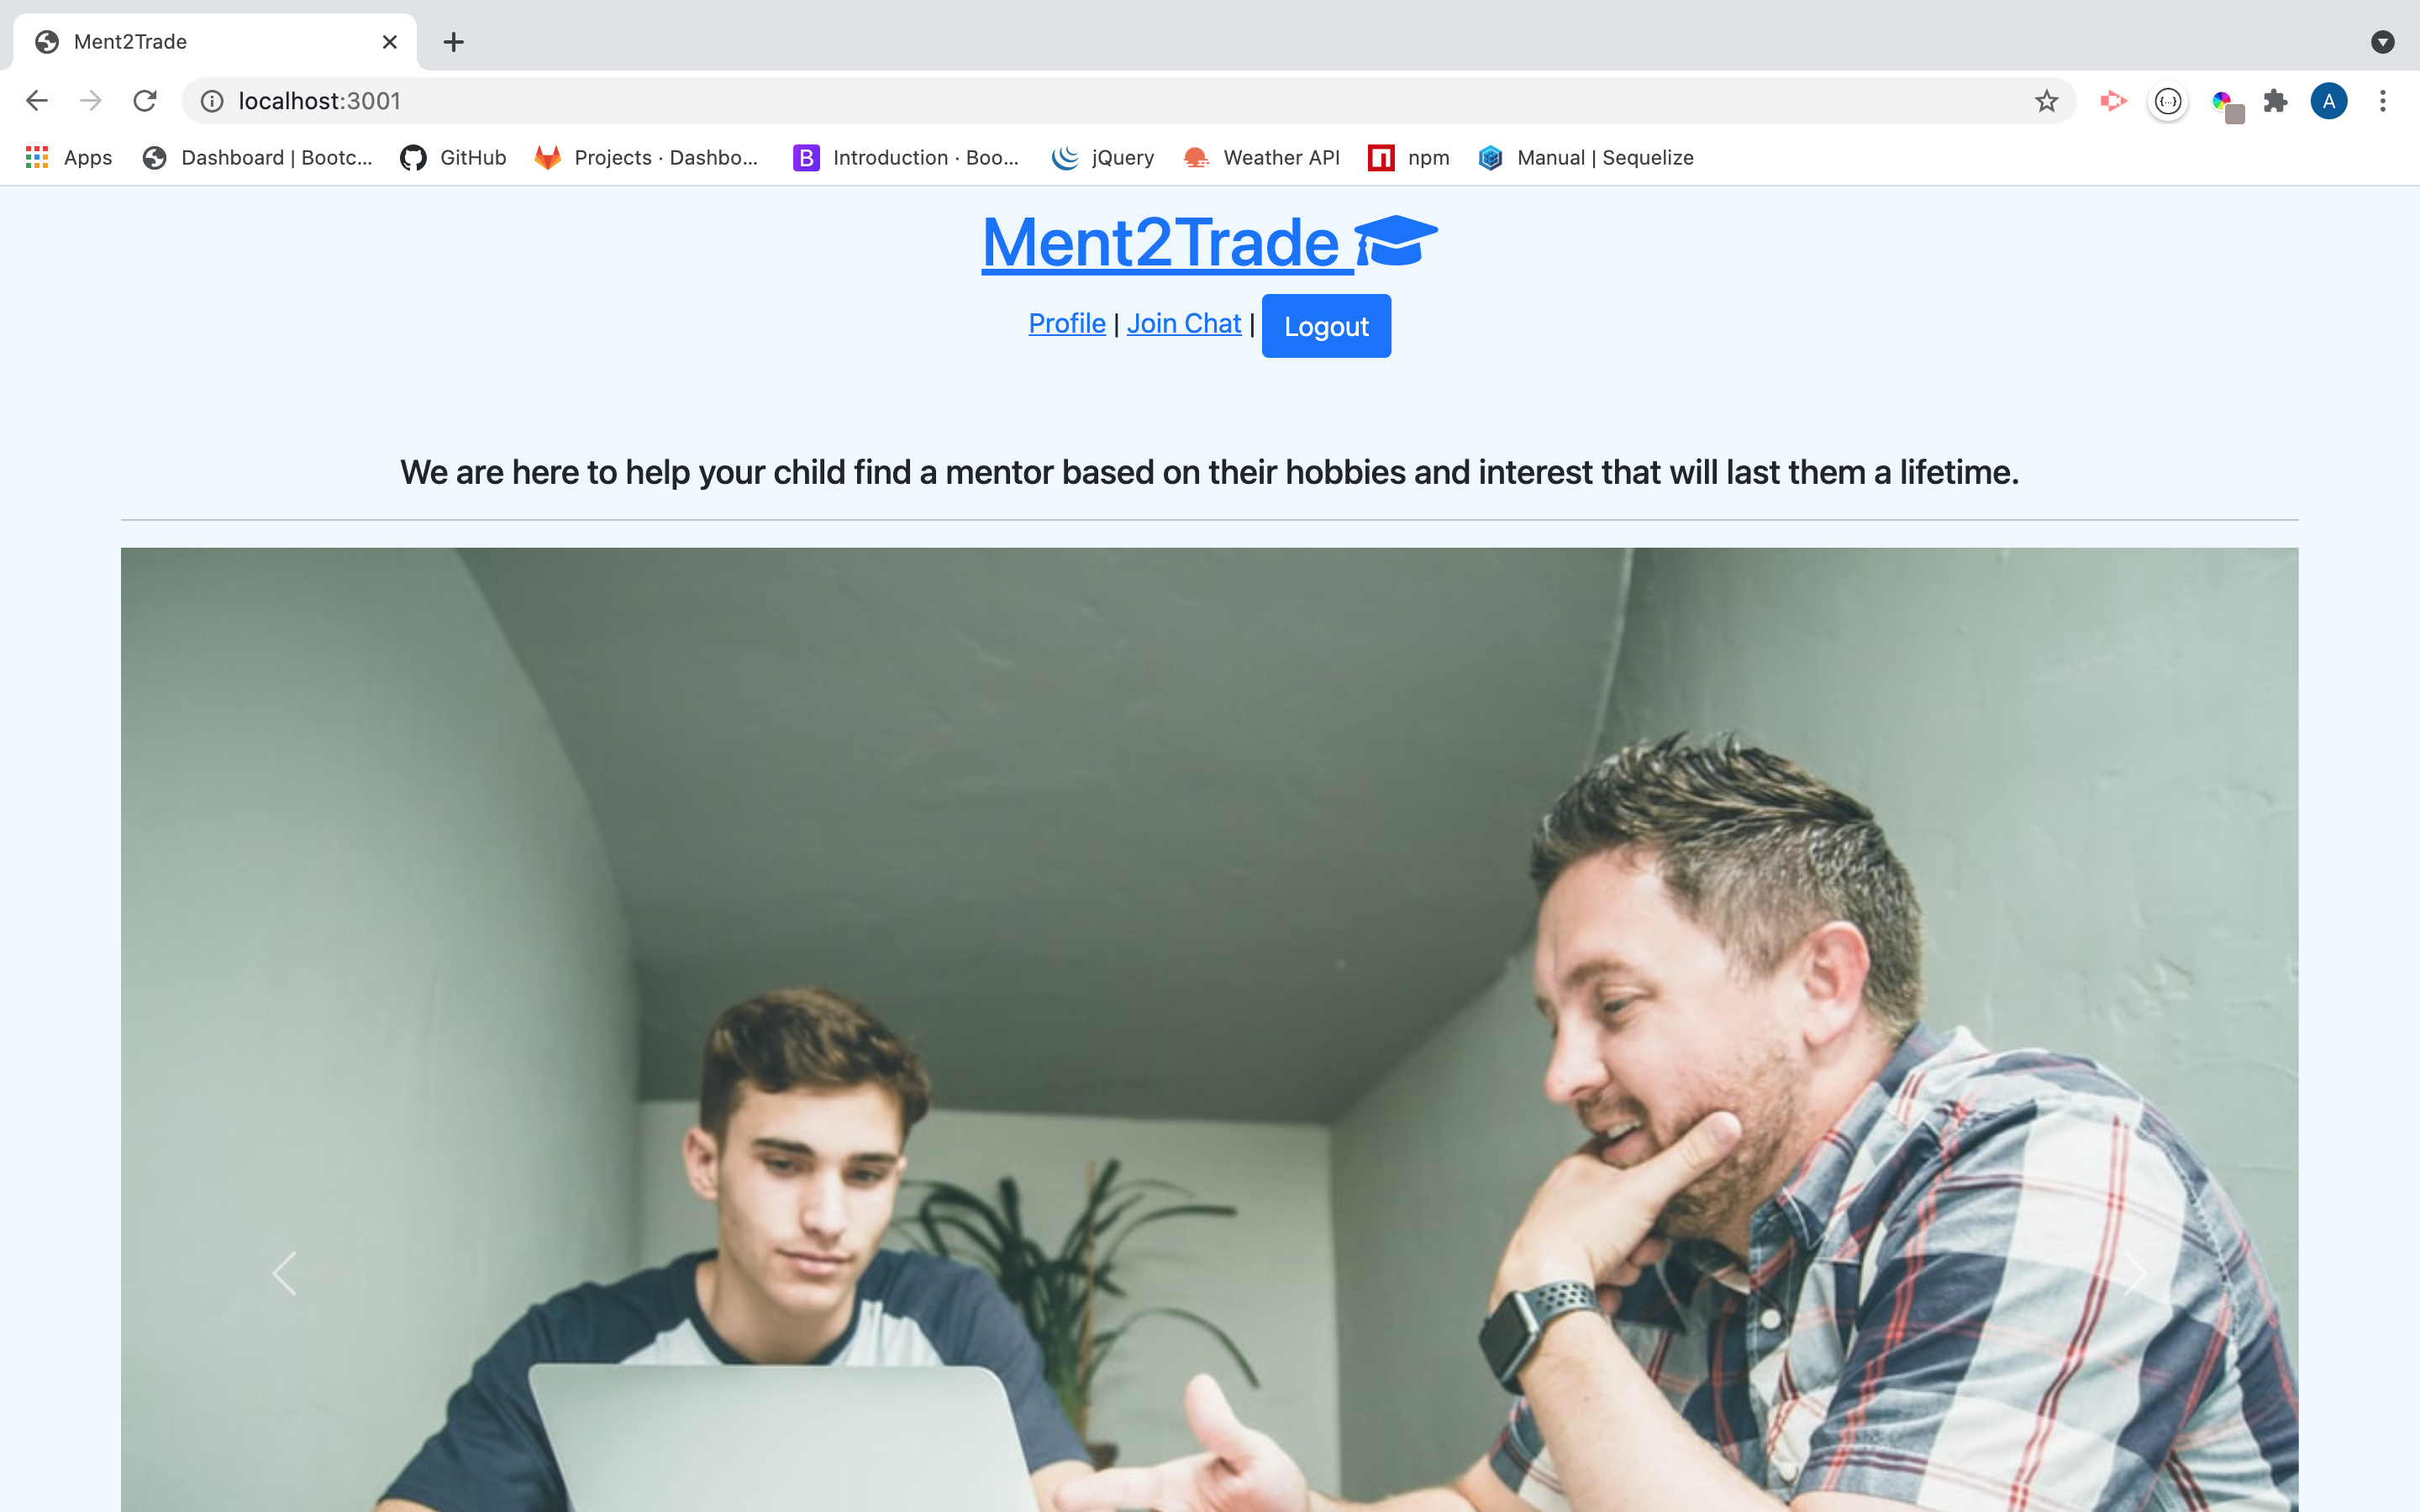 Ment2Trade
localhost:3001
A
Apps Dashboard | Bootc... GitHub Projects · Dashbo... B Introduction · Boo... jQuery Weather API npm Manual | Sequelize
Ment2Trade
Profile | Join Chat | Logout
We are here to help your child find a mentor based on their hobbies and interest that will last them a lifetime.